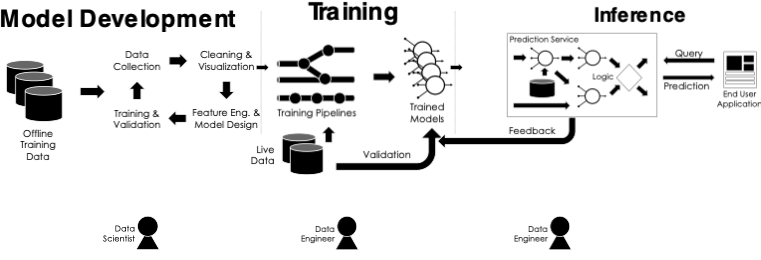 Model Development
Training
Inference
Data
Collection
Cleaning &
Visualization
Training &
Validation
Feature Eng. &
Model Design
Offline
Training
Data
Training Pipelines
Trained
Models
Live
Data
Validation
Prediction Service
Logic
Query
Prediction
End User
Application
Feedback
Data
Scientist
Data
Engineer
Data
Engineer